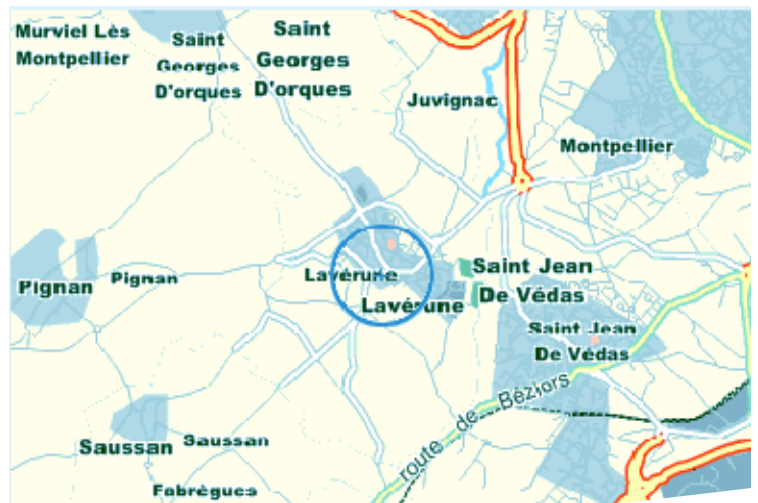 Murviel Lès
Montpellier
Saint
Georges
D'orques
Saint
Georges
D'orques
Juvignac
Montpellier
Pignan
Pignan
Lavérune
Lavérune
Saint Jean
De Védas
Saint Jean
De Védas
route de Béziors
Saussan
Saussan
Fabrègues